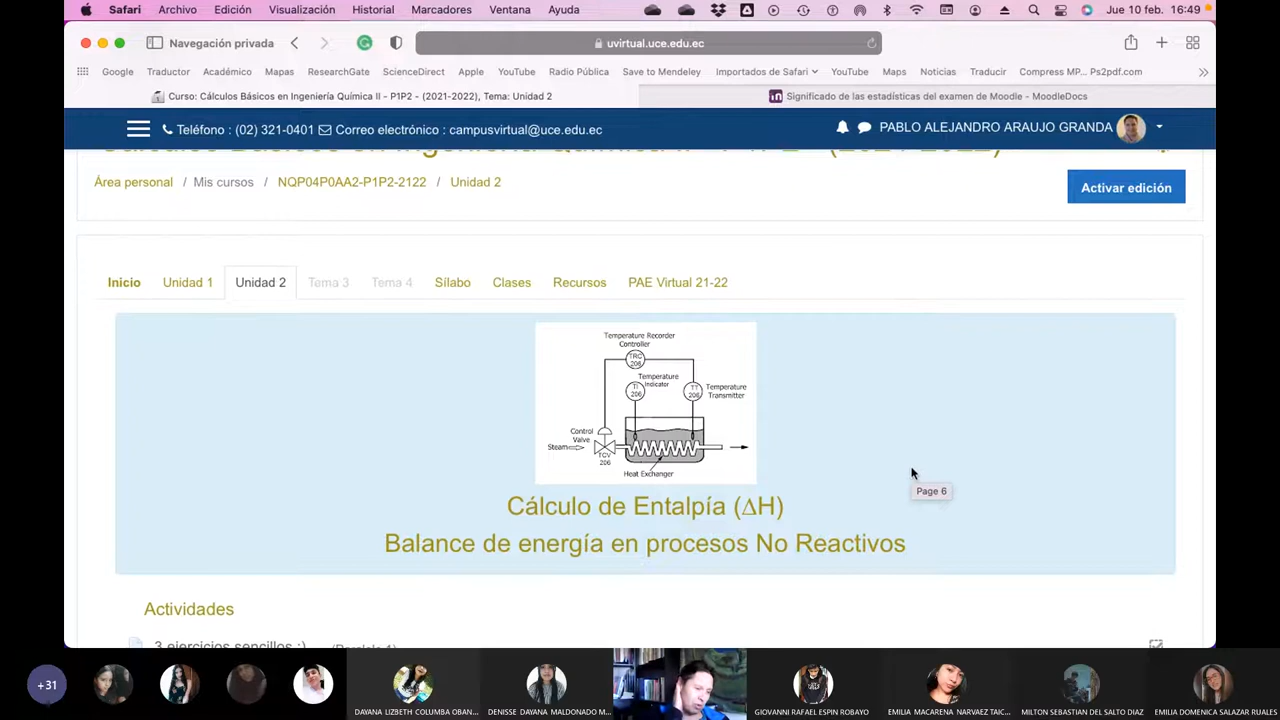 Safari Archivo Edición Visualización Historial Marcadores Ventana Ayuda Jue 10 feb. 16:49
Navegación privada uvirtual.uce.edu.ec
Google Traductor Académico Mapas ResearchGate ScienceDirect Apple YouTube Radio Pública Save to Mendeley Importados de Safari YouTube Maps Noticias Traducir Compress MP... Ps2pdf.com
Curso: Cálculos Básicos en Ingeniería Química II - P1P2 - (2021-2022), Tema: Unidad 2
Significado de las estadísticas del examen de Moodle - MoodleDocs
Teléfono : (02) 321-0401 Correo electrónico : campusvirtual@uce.edu.ec PABLO ALEJANDRO ARAUJO GRANDA
Área personal / Mis cursos / NQP04P0AA2-P1P2-2122 / Unidad 2
Activar edición
Inicio Unidad 1 Unidad 2 Tema 3 Tema 4 Sílabo Clases Recursos PAE Virtual 21-22
Temperature Recorder
Controller
TRC
206
Temperature
Indicator
TI
206
TT
206
Temperature
Transmitter
Control
Valve
Steam
TCV
206
Heat Exchanger
Page 6
Cálculo de Entalpía (∆H)
Balance de energía en procesos No Reactivos
Actividades
3 ejercicios sencillos :) (Paralelo 1)
+31
DAYANA LIZBETH COLUMBA OBAN...
DENISSE DAYANA MALDONADO M...
GIOVANNI RAFAEL ESPIN ROBAYO
EMILIA MACARENA NARVAEZ TAIC...
MILTON SEBASTIAN DEL SALTO DIAZ
EMILIA DOMENICA SALAZAR RUALES